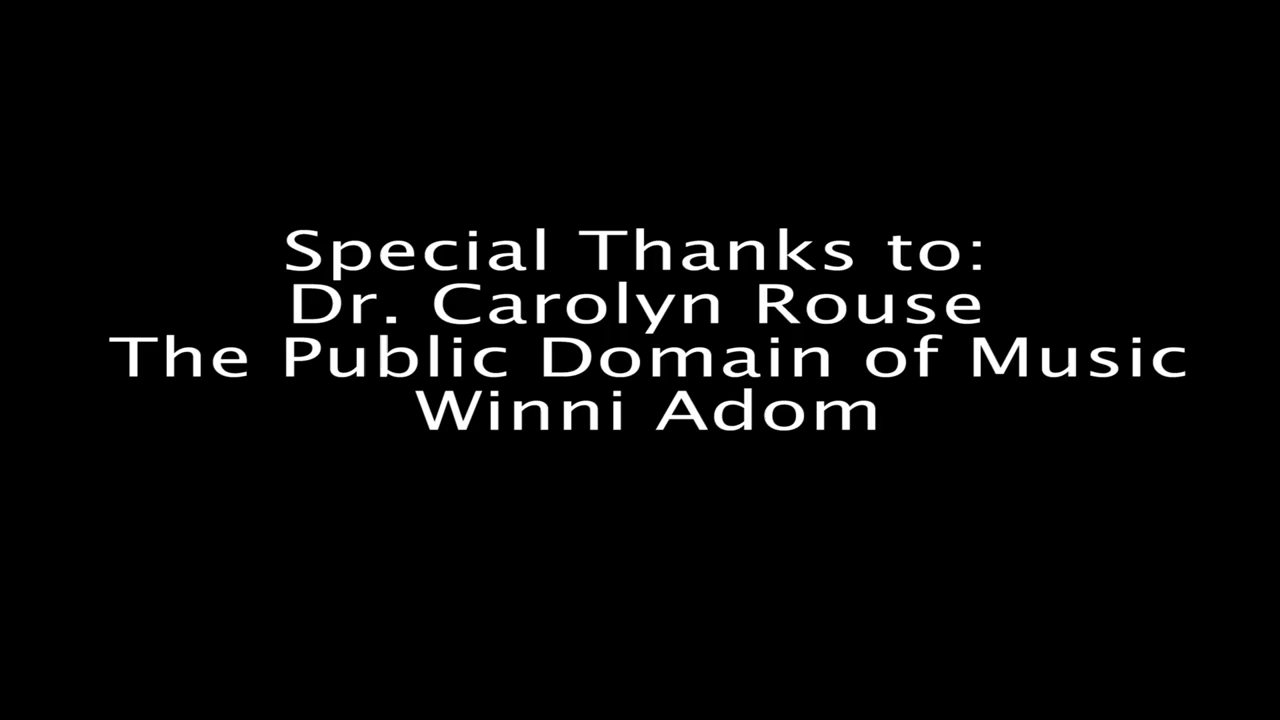 Special Thanks to:
Dr. Carolyn Rouse
The Public Domain of Music
Winni Adom